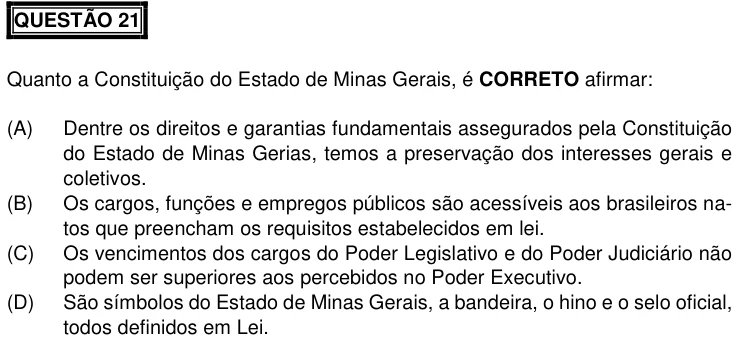 QUESTÃO 21
Quanto a Constituição do Estado de Minas Gerais, é CORRETO afirmar:
(A) Dentre os direitos e garantias fundamentais assegurados pela Constituição
do Estado de Minas Gerias, temos a preservação dos interesses gerais e
coletivos.
(B) Os cargos, funções e empregos públicos são acessíveis aos brasileiros na-
tos que preencham os requisitos estabelecidos em lei.
(C) Os vencimentos dos cargos do Poder Legislativo e do Poder Judiciário não
podem ser superiores aos percebidos no Poder Executivo.
(D) São símbolos do Estado de Minas Gerais, a bandeira, o hino e o selo oficial,
todos definidos em Lei.